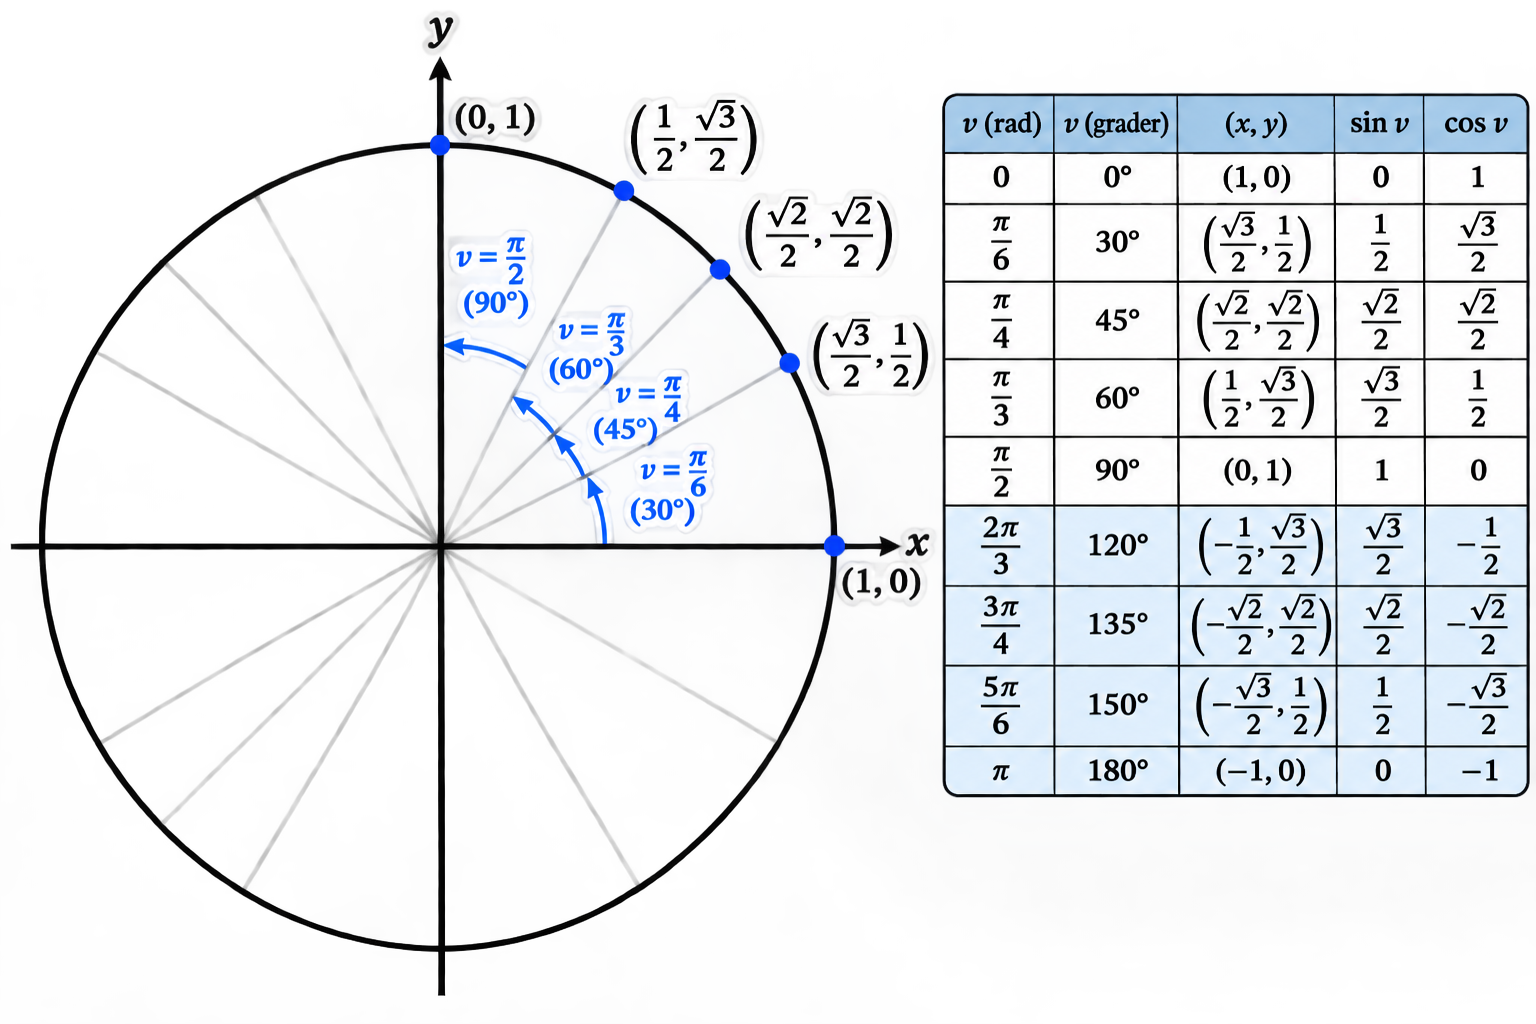 y
(0, 1)
(1/2, √3/2)
(√2/2, √2/2)
(√3/2, 1/2)
v = π/2
(90°)
v = π/3
(60°)
v = π/4
(45°)
v = π/6
(30°)
x
(1, 0)
v (rad) v (grader) (x, y) sin v cos v
0 0° (1, 0) 0 1
π/6 30° (√3/2, 1/2) 1/2 √3/2
π/4 45° (√2/2, √2/2) √2/2 √2/2
π/3 60° (1/2, √3/2) √3/2 1/2
π/2 90° (0, 1) 1 0
2π/3 120° (−1/2, √3/2) √3/2 −1/2
3π/4 135° (−√2/2, √2/2) √2/2 −√2/2
5π/6 150° (−√3/2, 1/2) 1/2 −√3/2
π 180° (−1, 0) 0 −1